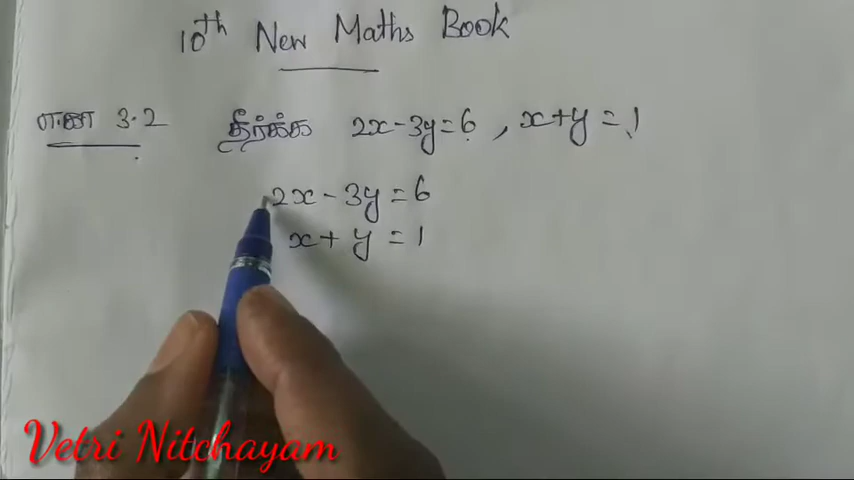 10th New Maths Book
எ.கா 3.2 தீர்க்க 2x-3y=6, x+y=1
2x-3y=6
x+y=1
Vetri Nitchayam